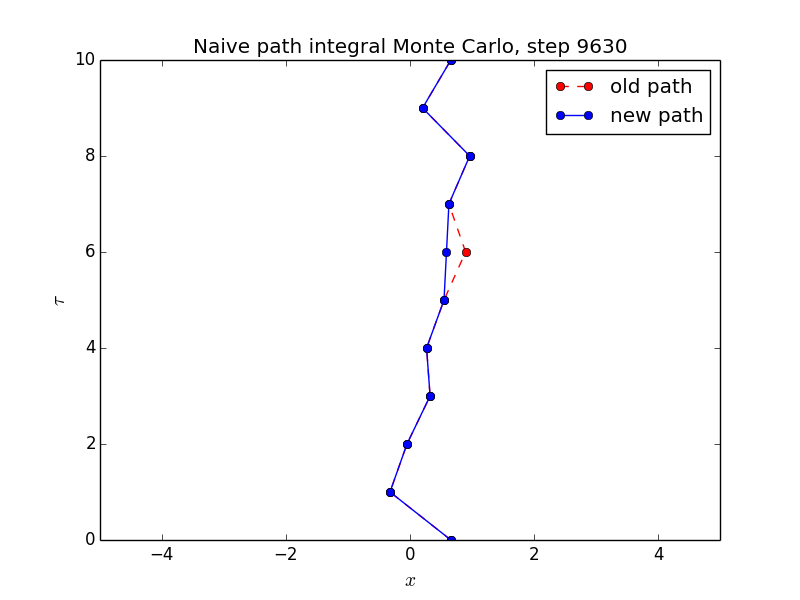 Naive path integral Monte Carlo, step 9630
old path
new path
10
8
6
4
2
0
τ
−4
−2
0
2
4
x